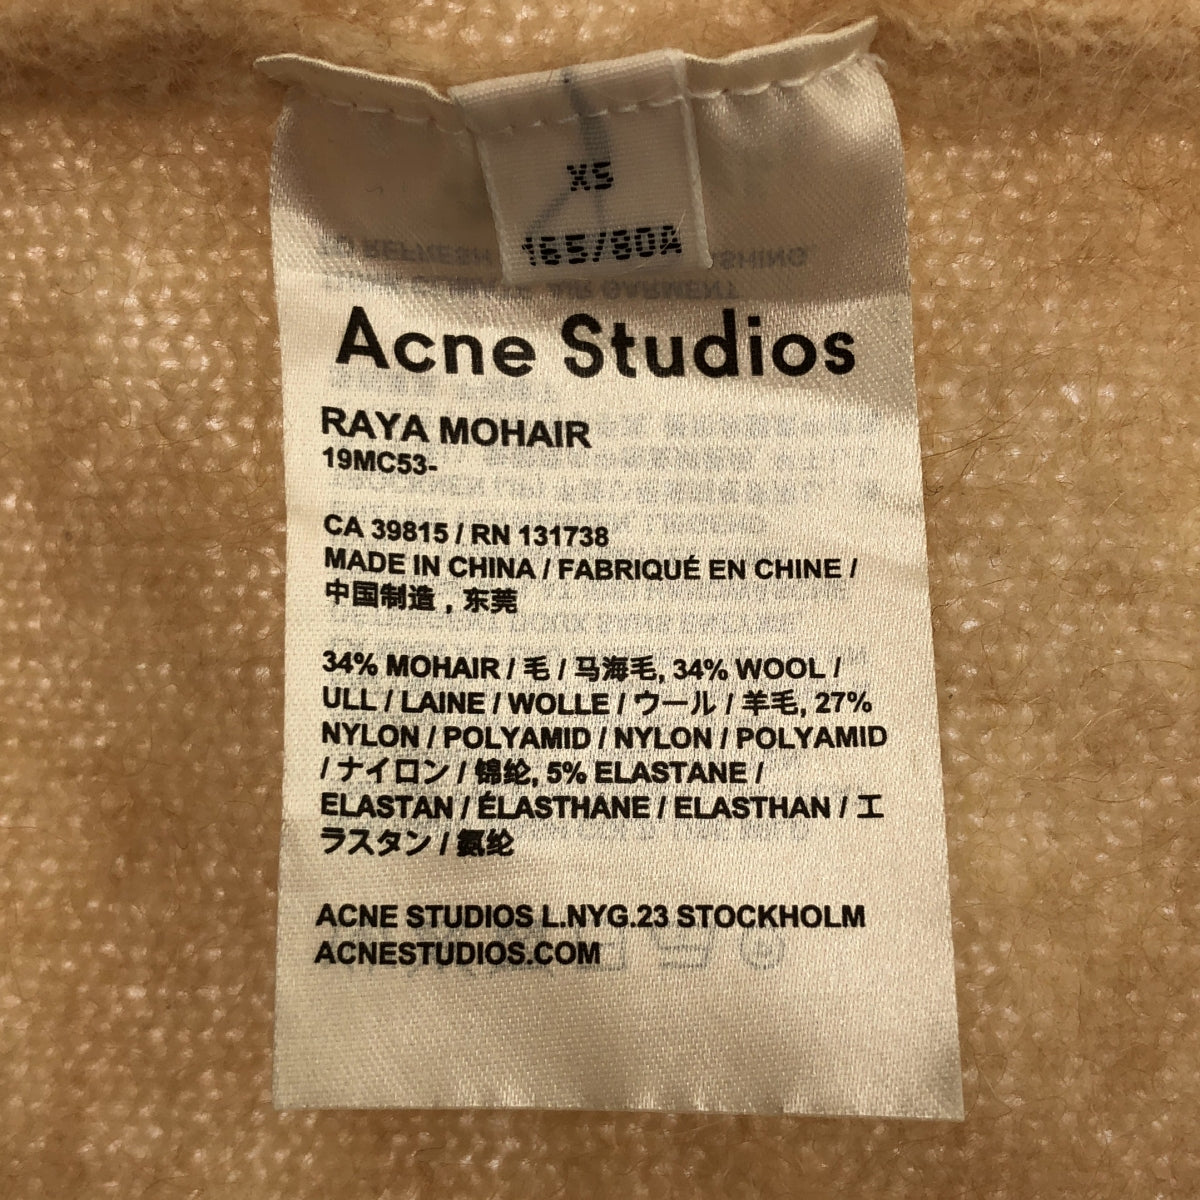 XS
165/80A
Acne Studios
RAYA MOHAIR
19MC53-
CA 39815 / RN 131738
MADE IN CHINA / FABRIQUÉ EN CHINE /
中国制造，东莞
34% MOHAIR / 毛 / 马海毛, 34% WOOL /
ULL / LAINE / WOLLE / ウール / 羊毛, 27%
NYLON / POLYAMID / NYLON / POLYAMID
/ ナイロン / 锦纶, 5% ELASTANE /
ELASTAN / ÉLASTHANE / ELASTHAN / エ
ラスタン / 氨纶
ACNE STUDIOS L.NYG.23 STOCKHOLM
ACNESTUDIOS.COM